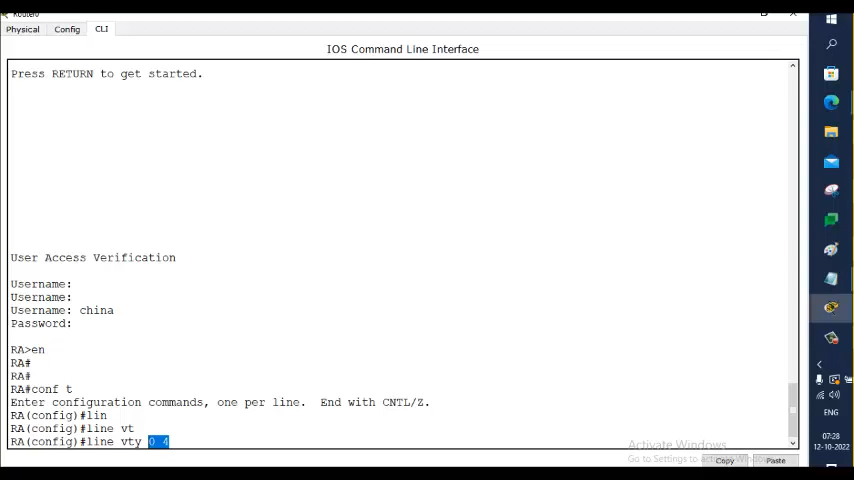 Router0
Physical
Config
CLI
IOS Command Line Interface
Press RETURN to get started.
User Access Verification
Username:
Username:
Username: china
Password:
RA>en
RA#
RA#
RA#conf t
Enter configuration commands, one per line.  End with CNTL/Z.
RA(config)#lin
RA(config)#line vt
RA(config)#line vty 0 4
Activate Windows
Go to Settings to activate Windows.
Copy
Paste
ENG
07:28
12-10-2022